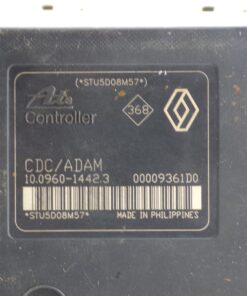 (*STU5D08M57*)
Ate
Controller
368
CDC/ADAM
10.0960-1442.3 00009361D0
*STU5D08M57* MADE IN PHILIPPINES